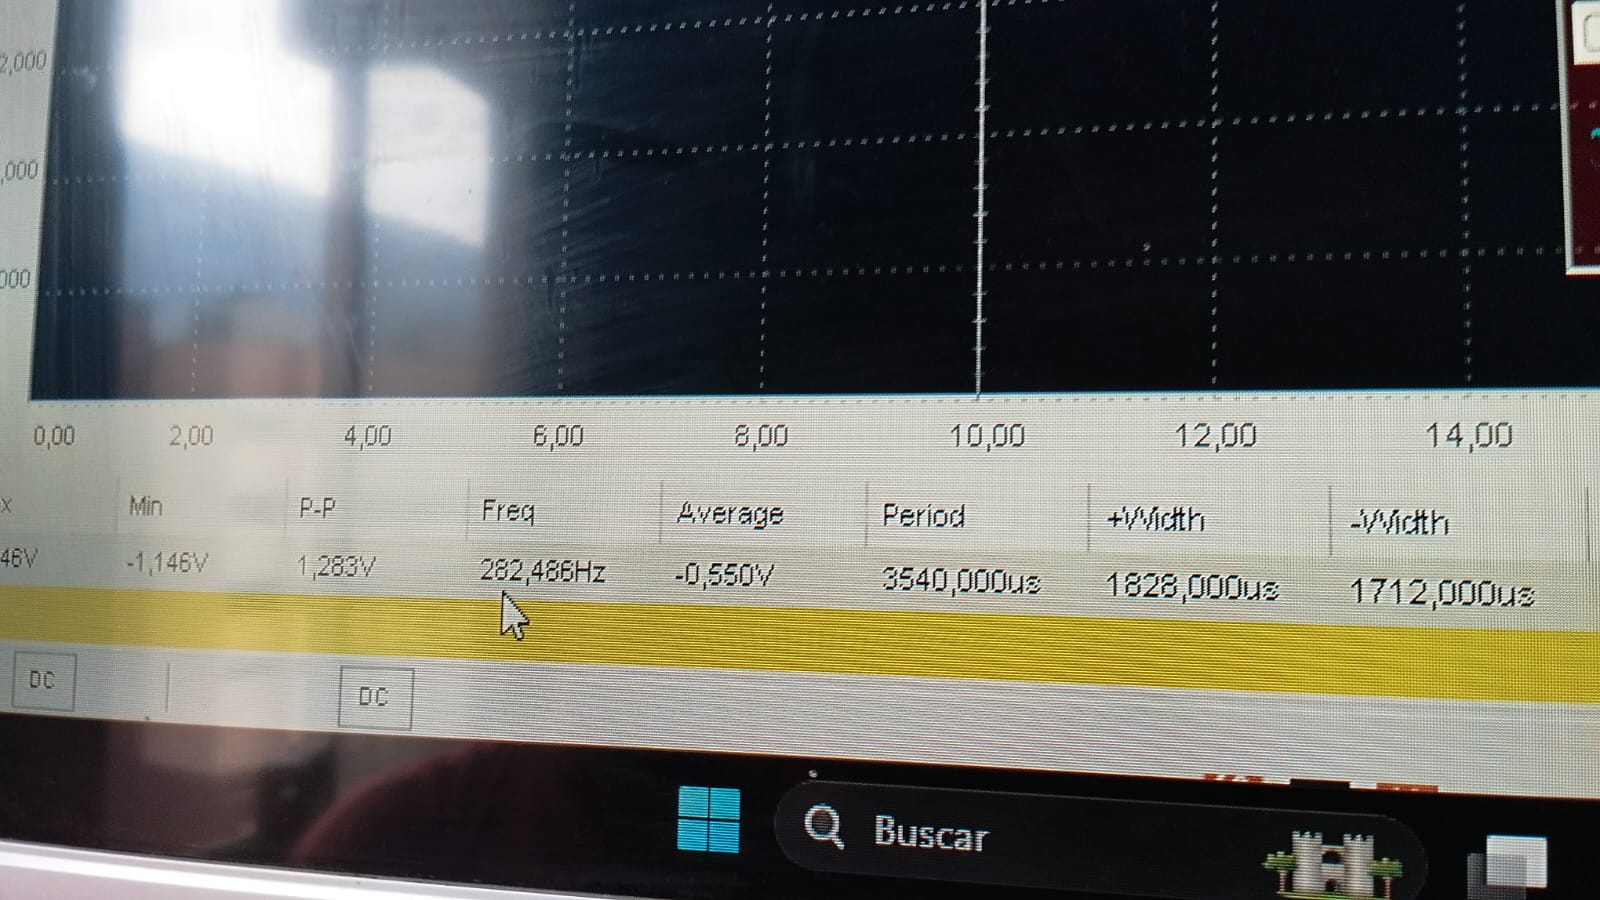 2,000
,000
000
0,00 2,00 4,00 6,00 8,00 10,00 12,00 14,00
x Min P-P Freq Average Period +Width -Width
46V -1,146V 1,283V 282,486Hz -0,550V 3540,000us 1828,000us 1712,000us
DC DC
Buscar